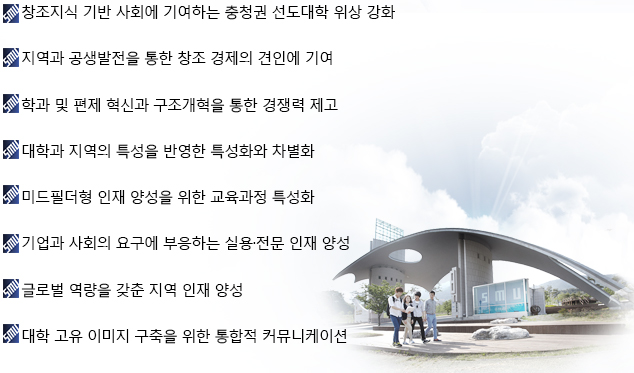 창조지식 기반 사회에 기여하는 충청권 선도대학 위상 강화
지역과 공생발전을 통한 창조 경제의 견인에 기여
학과 및 편제 혁신과 구조개혁을 통한 경쟁력 제고
대학과 지역의 특성을 반영한 특성화와 차별화
미드필더형 인재 양성을 위한 교육과정 특성화
기업과 사회의 요구에 부응하는 실용·전문 인재 양성
글로벌 역량을 갖춘 지역 인재 양성
대학 고유 이미지 구축을 위한 통합적 커뮤니케이션
SMU